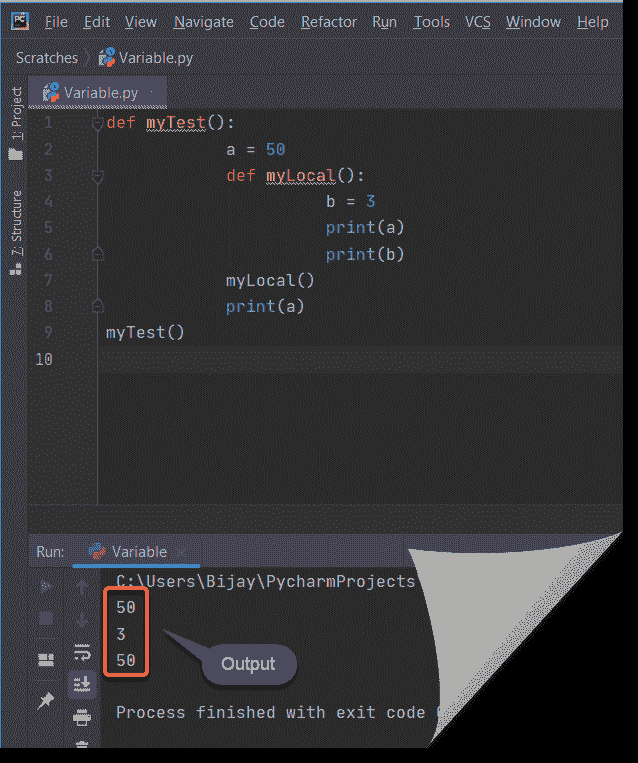 PC File Edit View Navigate Code Refactor Run Tools VCS Window Help
Scratches Variable.py
Variable.py
1: Project
7: Structure
1 def myTest():
2 a = 50
3 def myLocal():
4 b = 3
5 print(a)
6 print(b)
7 myLocal()
8 print(a)
9 myTest()
10
Run: Variable
C:\Users\Bijay\PycharmProjects
50
3
50
Output
Process finished with exit code